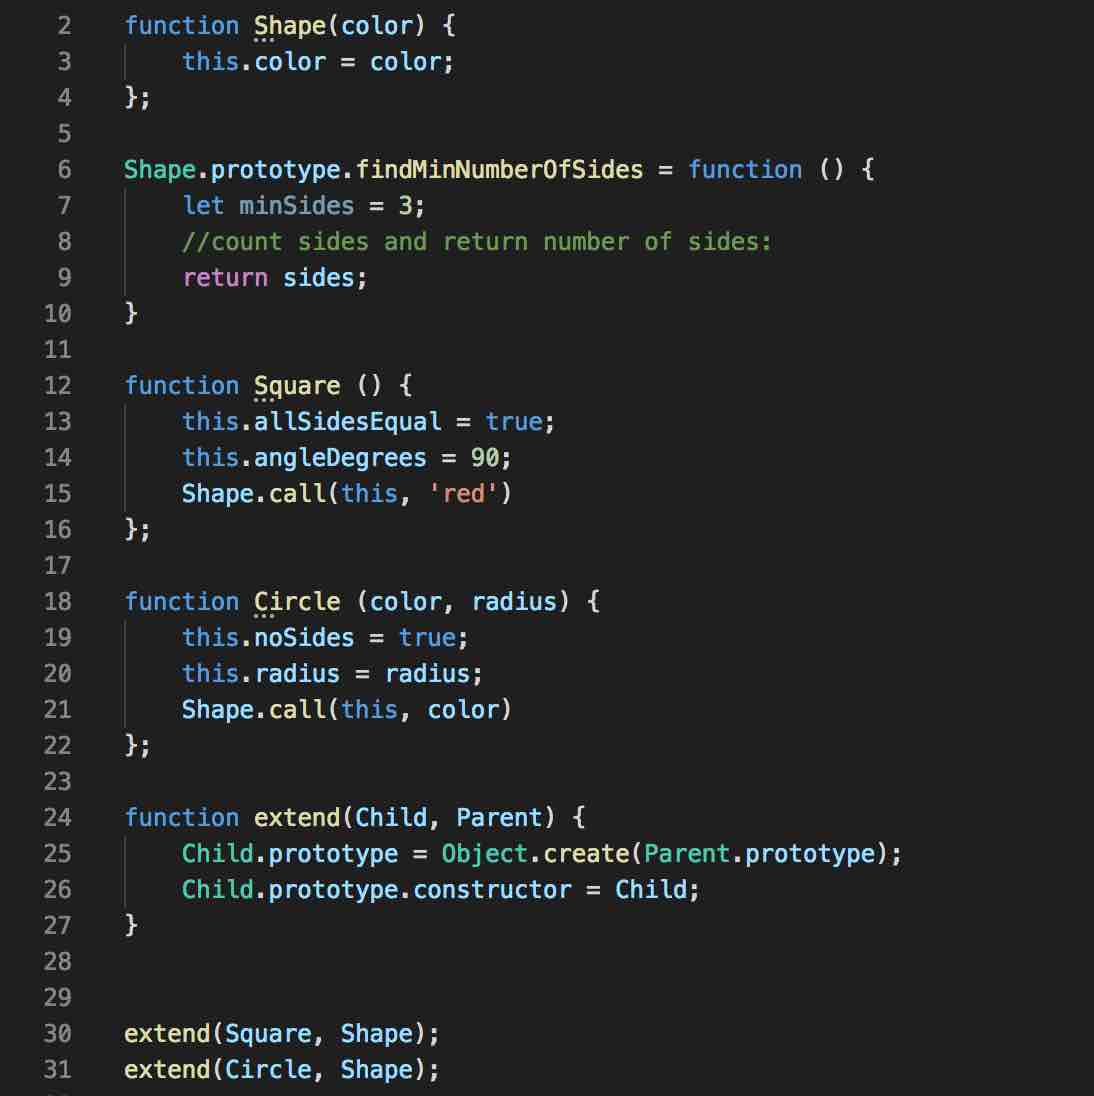 2 function Shape(color) {
3 this.color = color;
4 };
5
6 Shape.prototype.findMinNumberOfSides = function () {
7 let minSides = 3;
8 //count sides and return number of sides:
9 return sides;
10 }
11
12 function Square () {
13 this.allSidesEqual = true;
14 this.angleDegrees = 90;
15 Shape.call(this, 'red')
16 };
17
18 function Circle (color, radius) {
19 this.noSides = true;
20 this.radius = radius;
21 Shape.call(this, color)
22 };
23
24 function extend(Child, Parent) {
25 Child.prototype = Object.create(Parent.prototype);
26 Child.prototype.constructor = Child;
27 }
28
29
30 extend(Square, Shape);
31 extend(Circle, Shape);